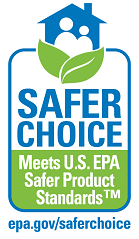 SAFER
CHOICE
Meets U.S. EPA
Safer Product
Standards™
epa.gov/saferchoice